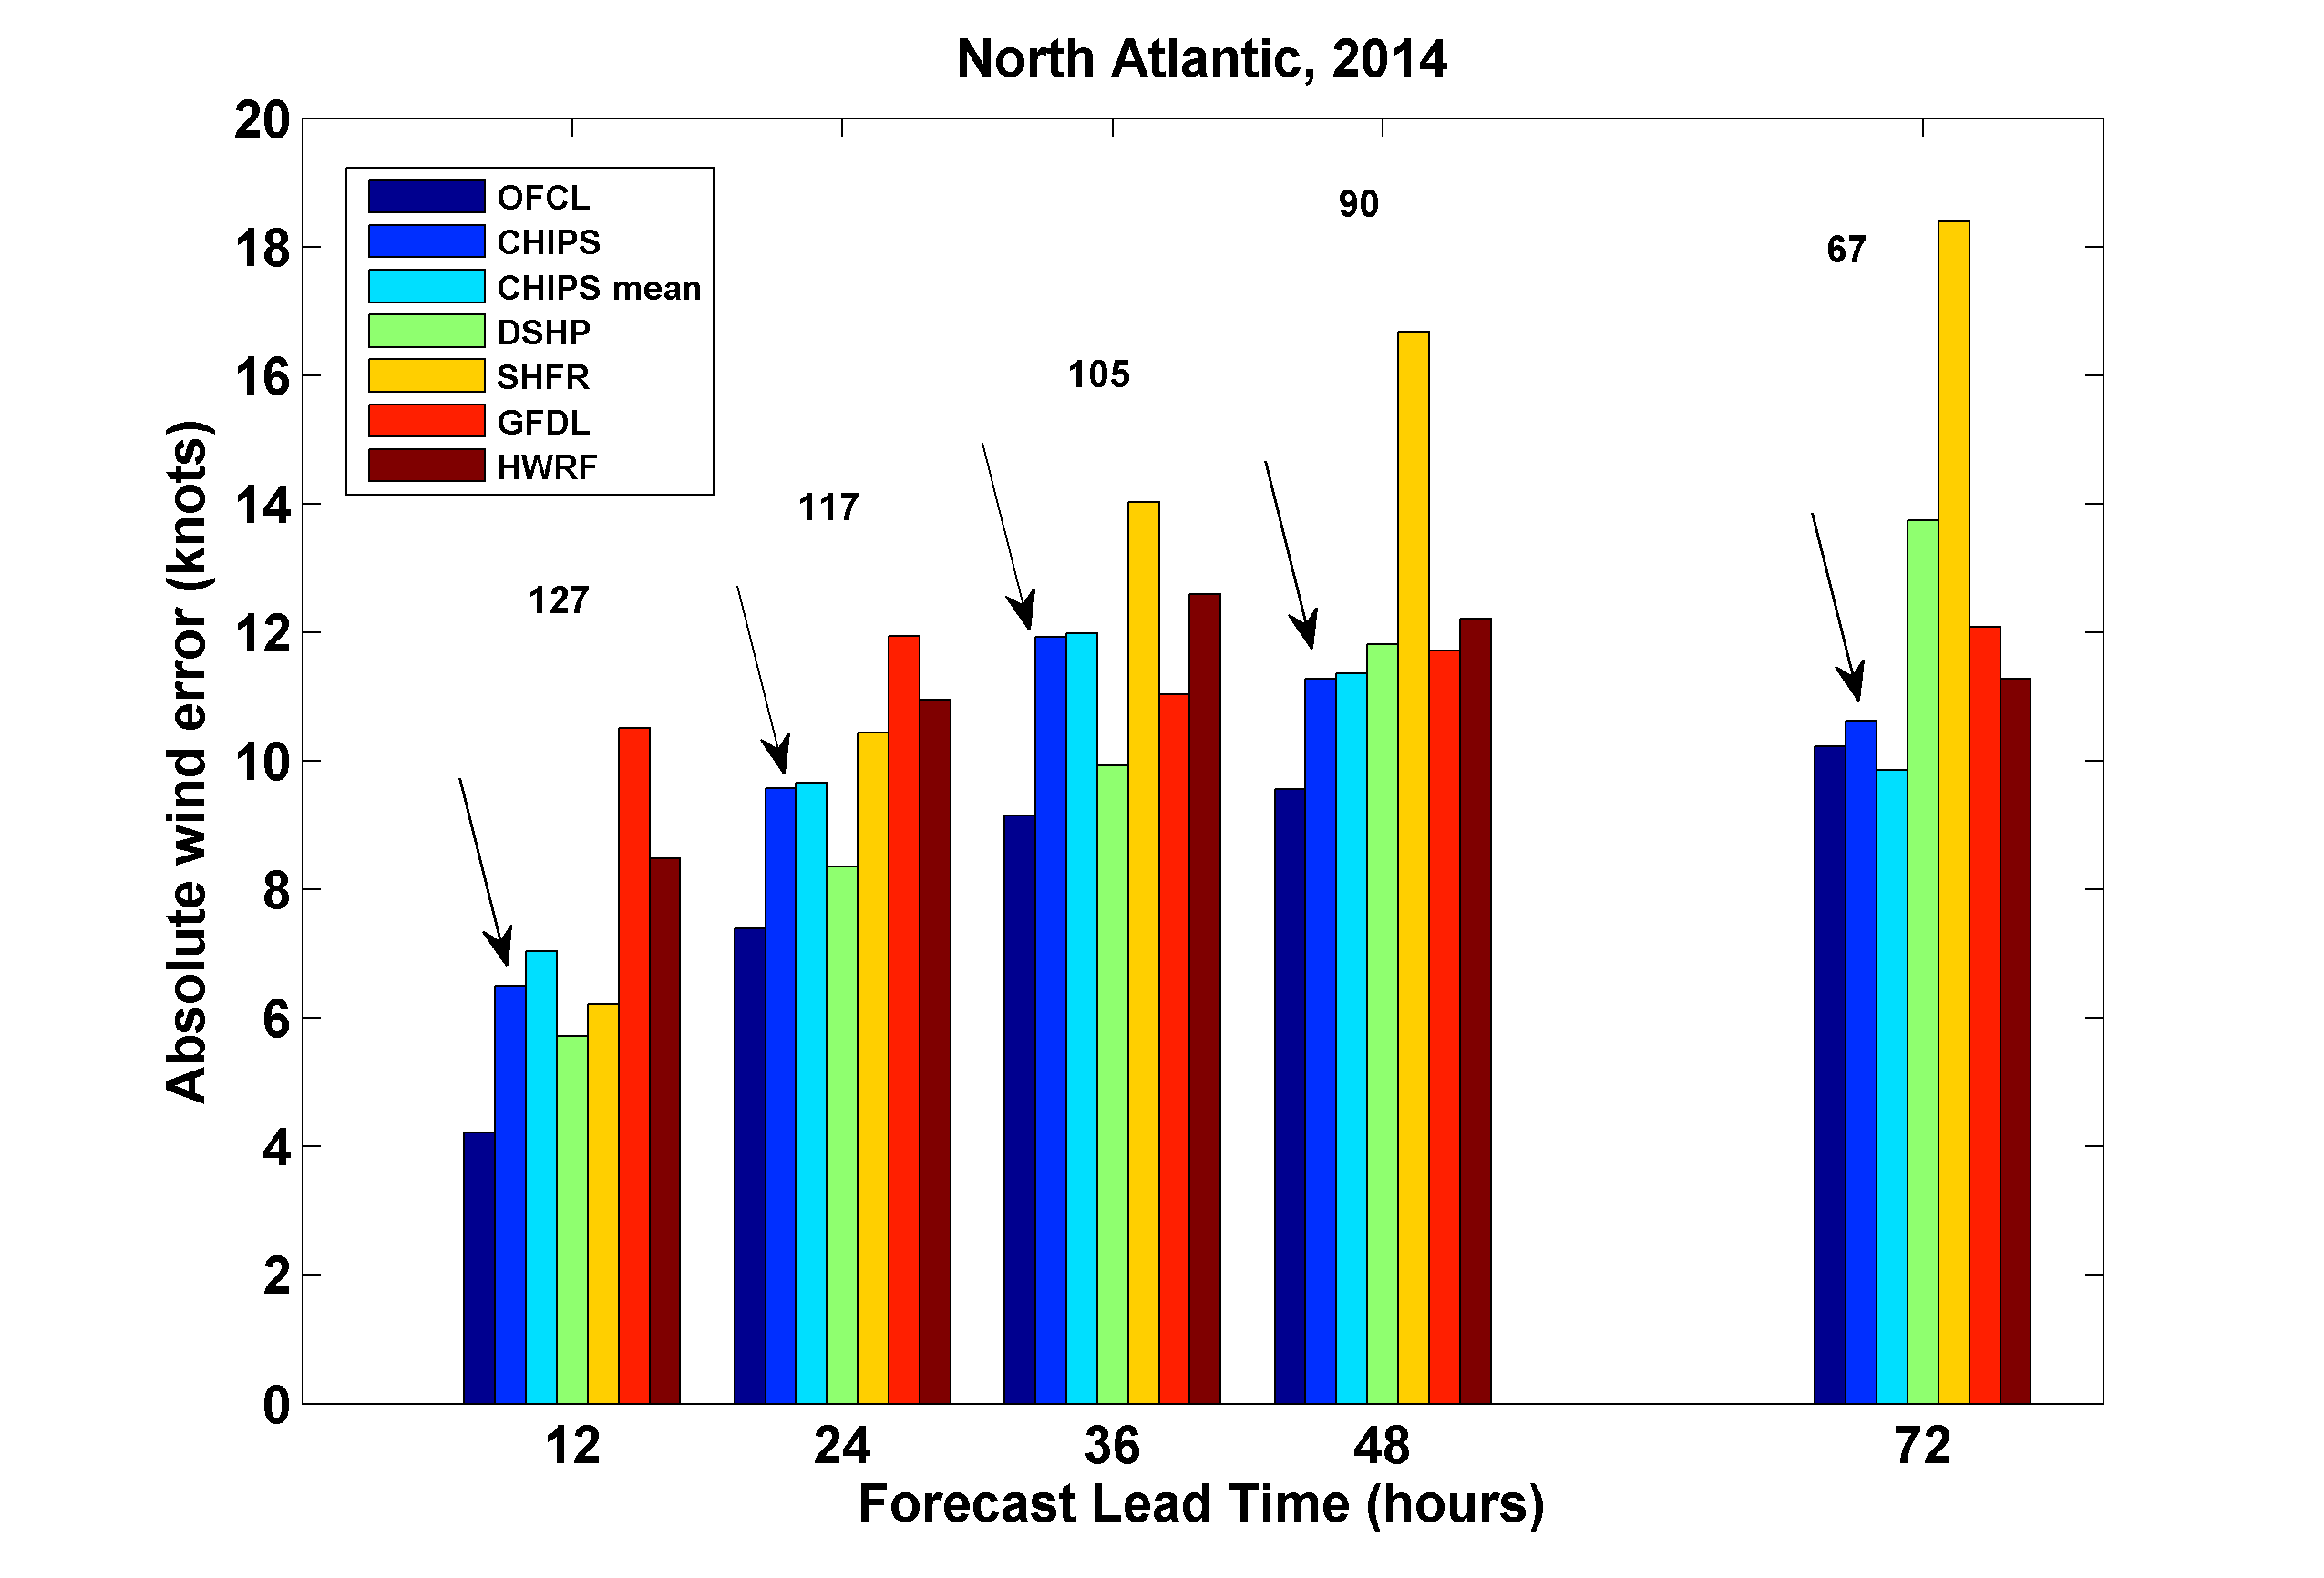 North Atlantic, 2014
20
18
16
14
12
10
8
6
4
2
0
Absolute wind error (knots)
OFCL
CHIPS
CHIPS mean
DSHP
SHFR
GFDL
HWRF
127
117
105
90
67
12
24
36
48
72
Forecast Lead Time (hours)